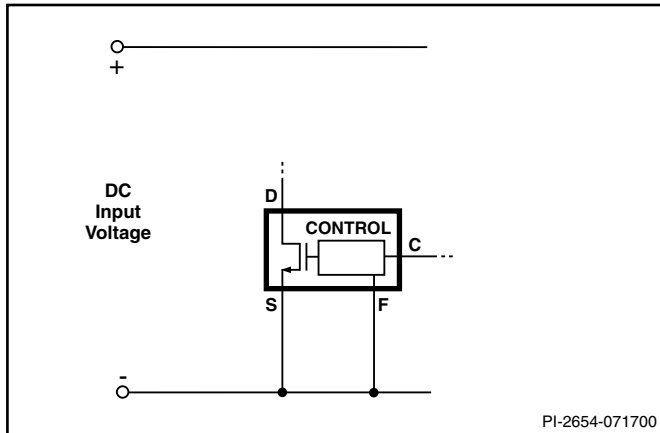 +
DC
Input
Voltage
D
CONTROL
C
S
F
-
PI-2654-071700